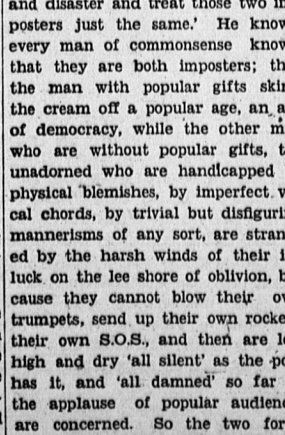 and disaster and treat those two im
posters just the same.' He know
every man of commonsense know
that they are both imposters; th
the man with popular gifts skim
the cream off a popular age, an a
of democracy, while the other m
who are without popular gifts, t
unadorned who are handicapped
physical blemishes, by imperfect v
cal chords, by trivial but disfiguri
mannerisms of any sort, are stran
ed by the harsh winds of their i
luck on the lee shore of oblivion, b
cause they cannot blow their ov
trumpets, send up their own rocke
their own S.O.S., and then are le
high and dry 'all silent' as the po
has it, and 'all damned' so far
the applause of popular audienc
are concerned. So the two for